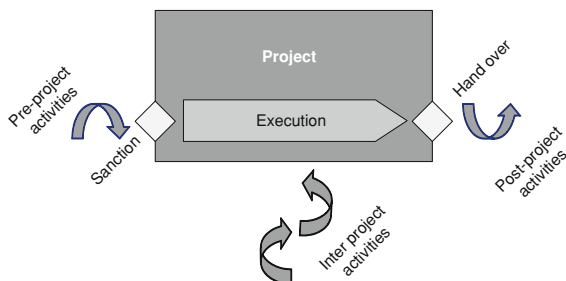 Project
Hand over
Pre-project
activities
Execution
Sanction
Post-project
activities
Inter project
activities